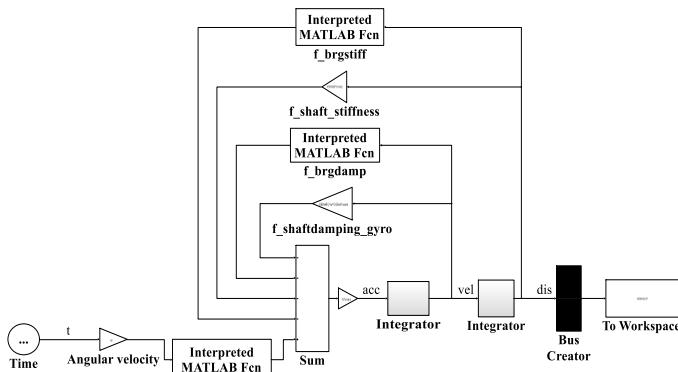 Interpreted
MATLAB Fcn
f_brgstiff
f_shaft_stiffness
Interpreted
MATLAB Fcn
f_brgdamp
f_shaftdamping_gyro
acc
vel
dis
Integrator
Integrator
Bus
Creator
To Workspace
t
...
Time
Angular velocity
Interpreted
MATLAB Fcn
Sum